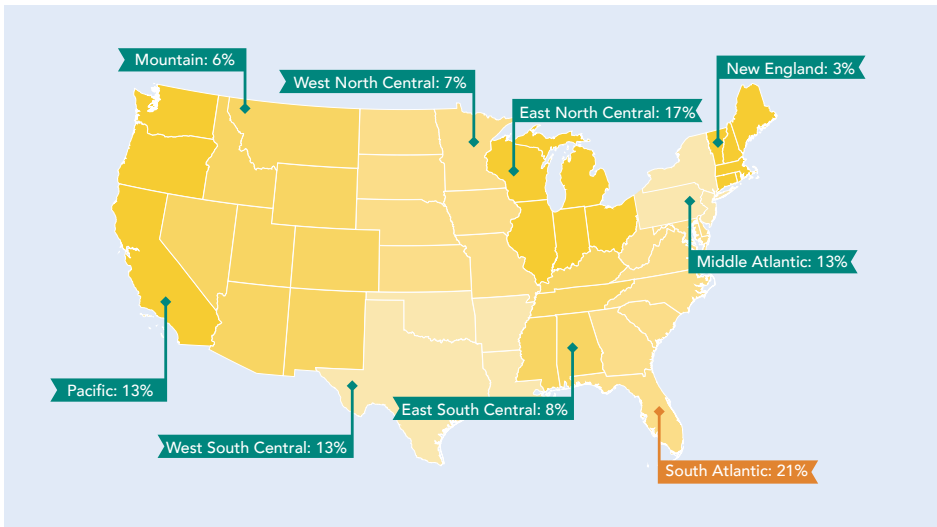 Mountain: 6%
West North Central: 7%
New England: 3%
East North Central: 17%
Middle Atlantic: 13%
Pacific: 13%
East South Central: 8%
West South Central: 13%
South Atlantic: 21%